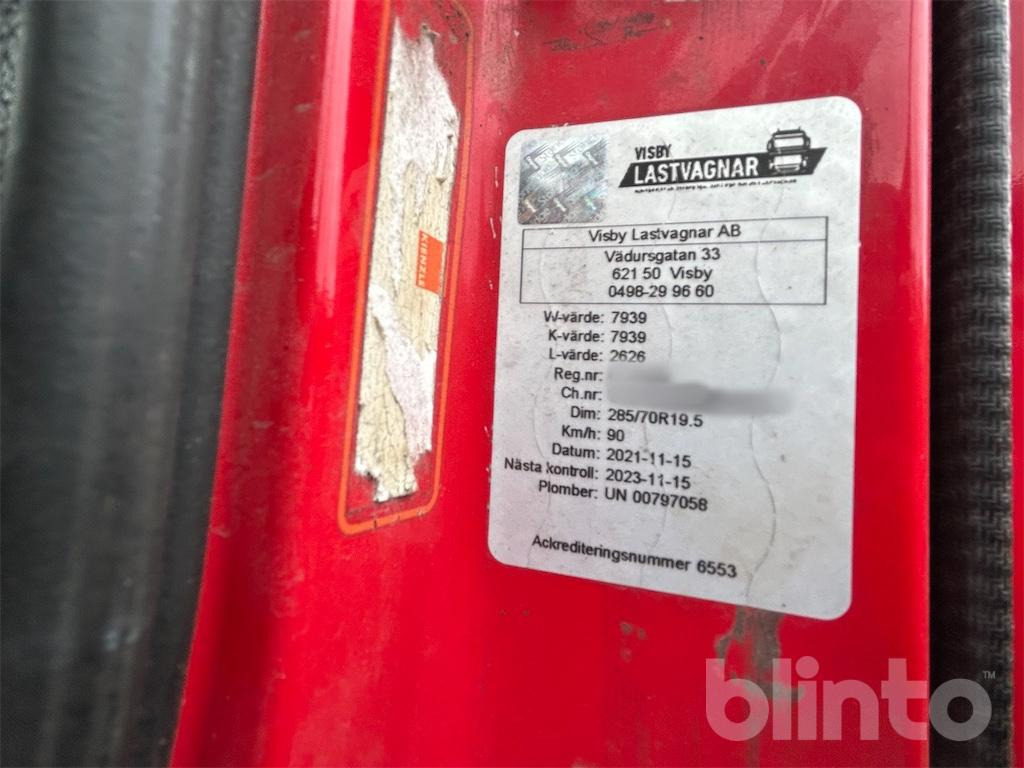 KIENZLE
VISBY
LASTVAGNAR
Visby Lastvagnar AB
Vädursgatan 33
621 50 Visby
0498-29 96 60
W-värde: 7939
K-värde: 7939
L-värde: 2626
Reg.nr:
Ch.nr:
Dim: 285/70R19.5
Km/h: 90
Datum: 2021-11-15
Nästa kontroll: 2023-11-15
Plomber: UN 00797058
Ackrediteringsnummer 6553
blinto™